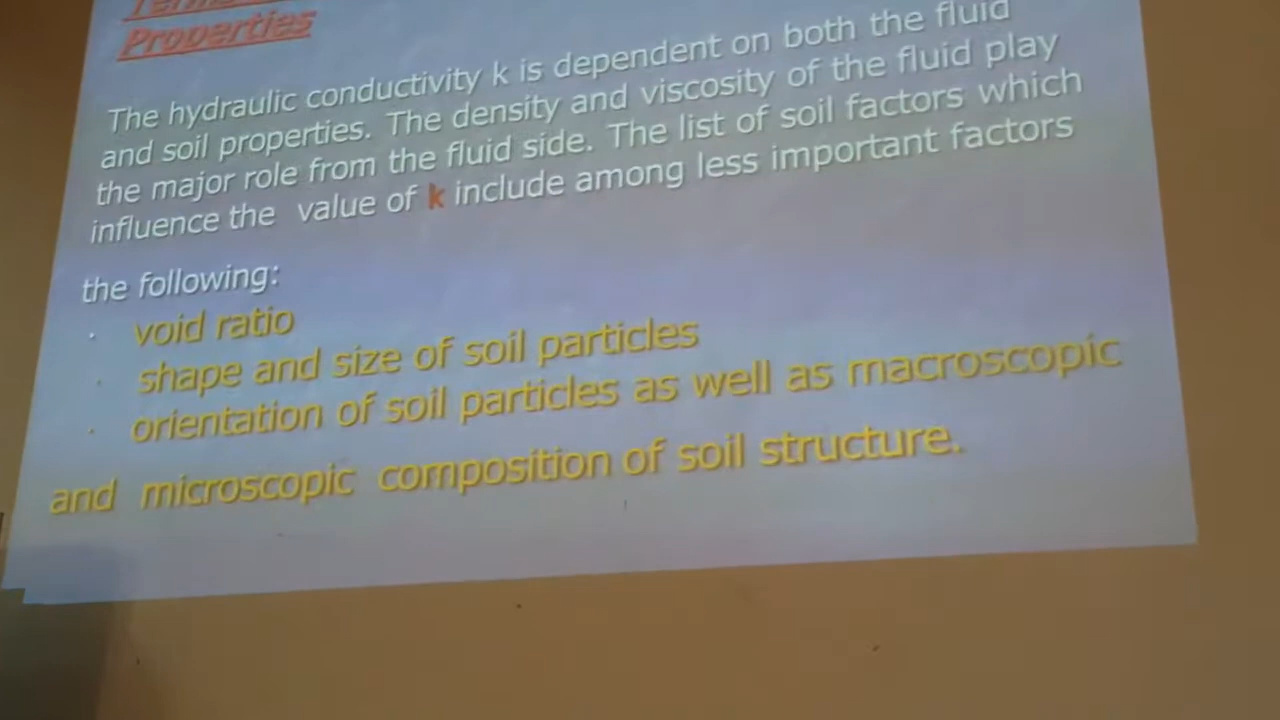 Properties
The hydraulic conductivity k is dependent on both the fluid
and soil properties. The density and viscosity of the fluid play
the major role from the fluid side. The list of soil factors which
influence the value of k include among less important factors
the following:
· void ratio
· shape and size of soil particles
· orientation of soil particles as well as macroscopic
and microscopic composition of soil structure.